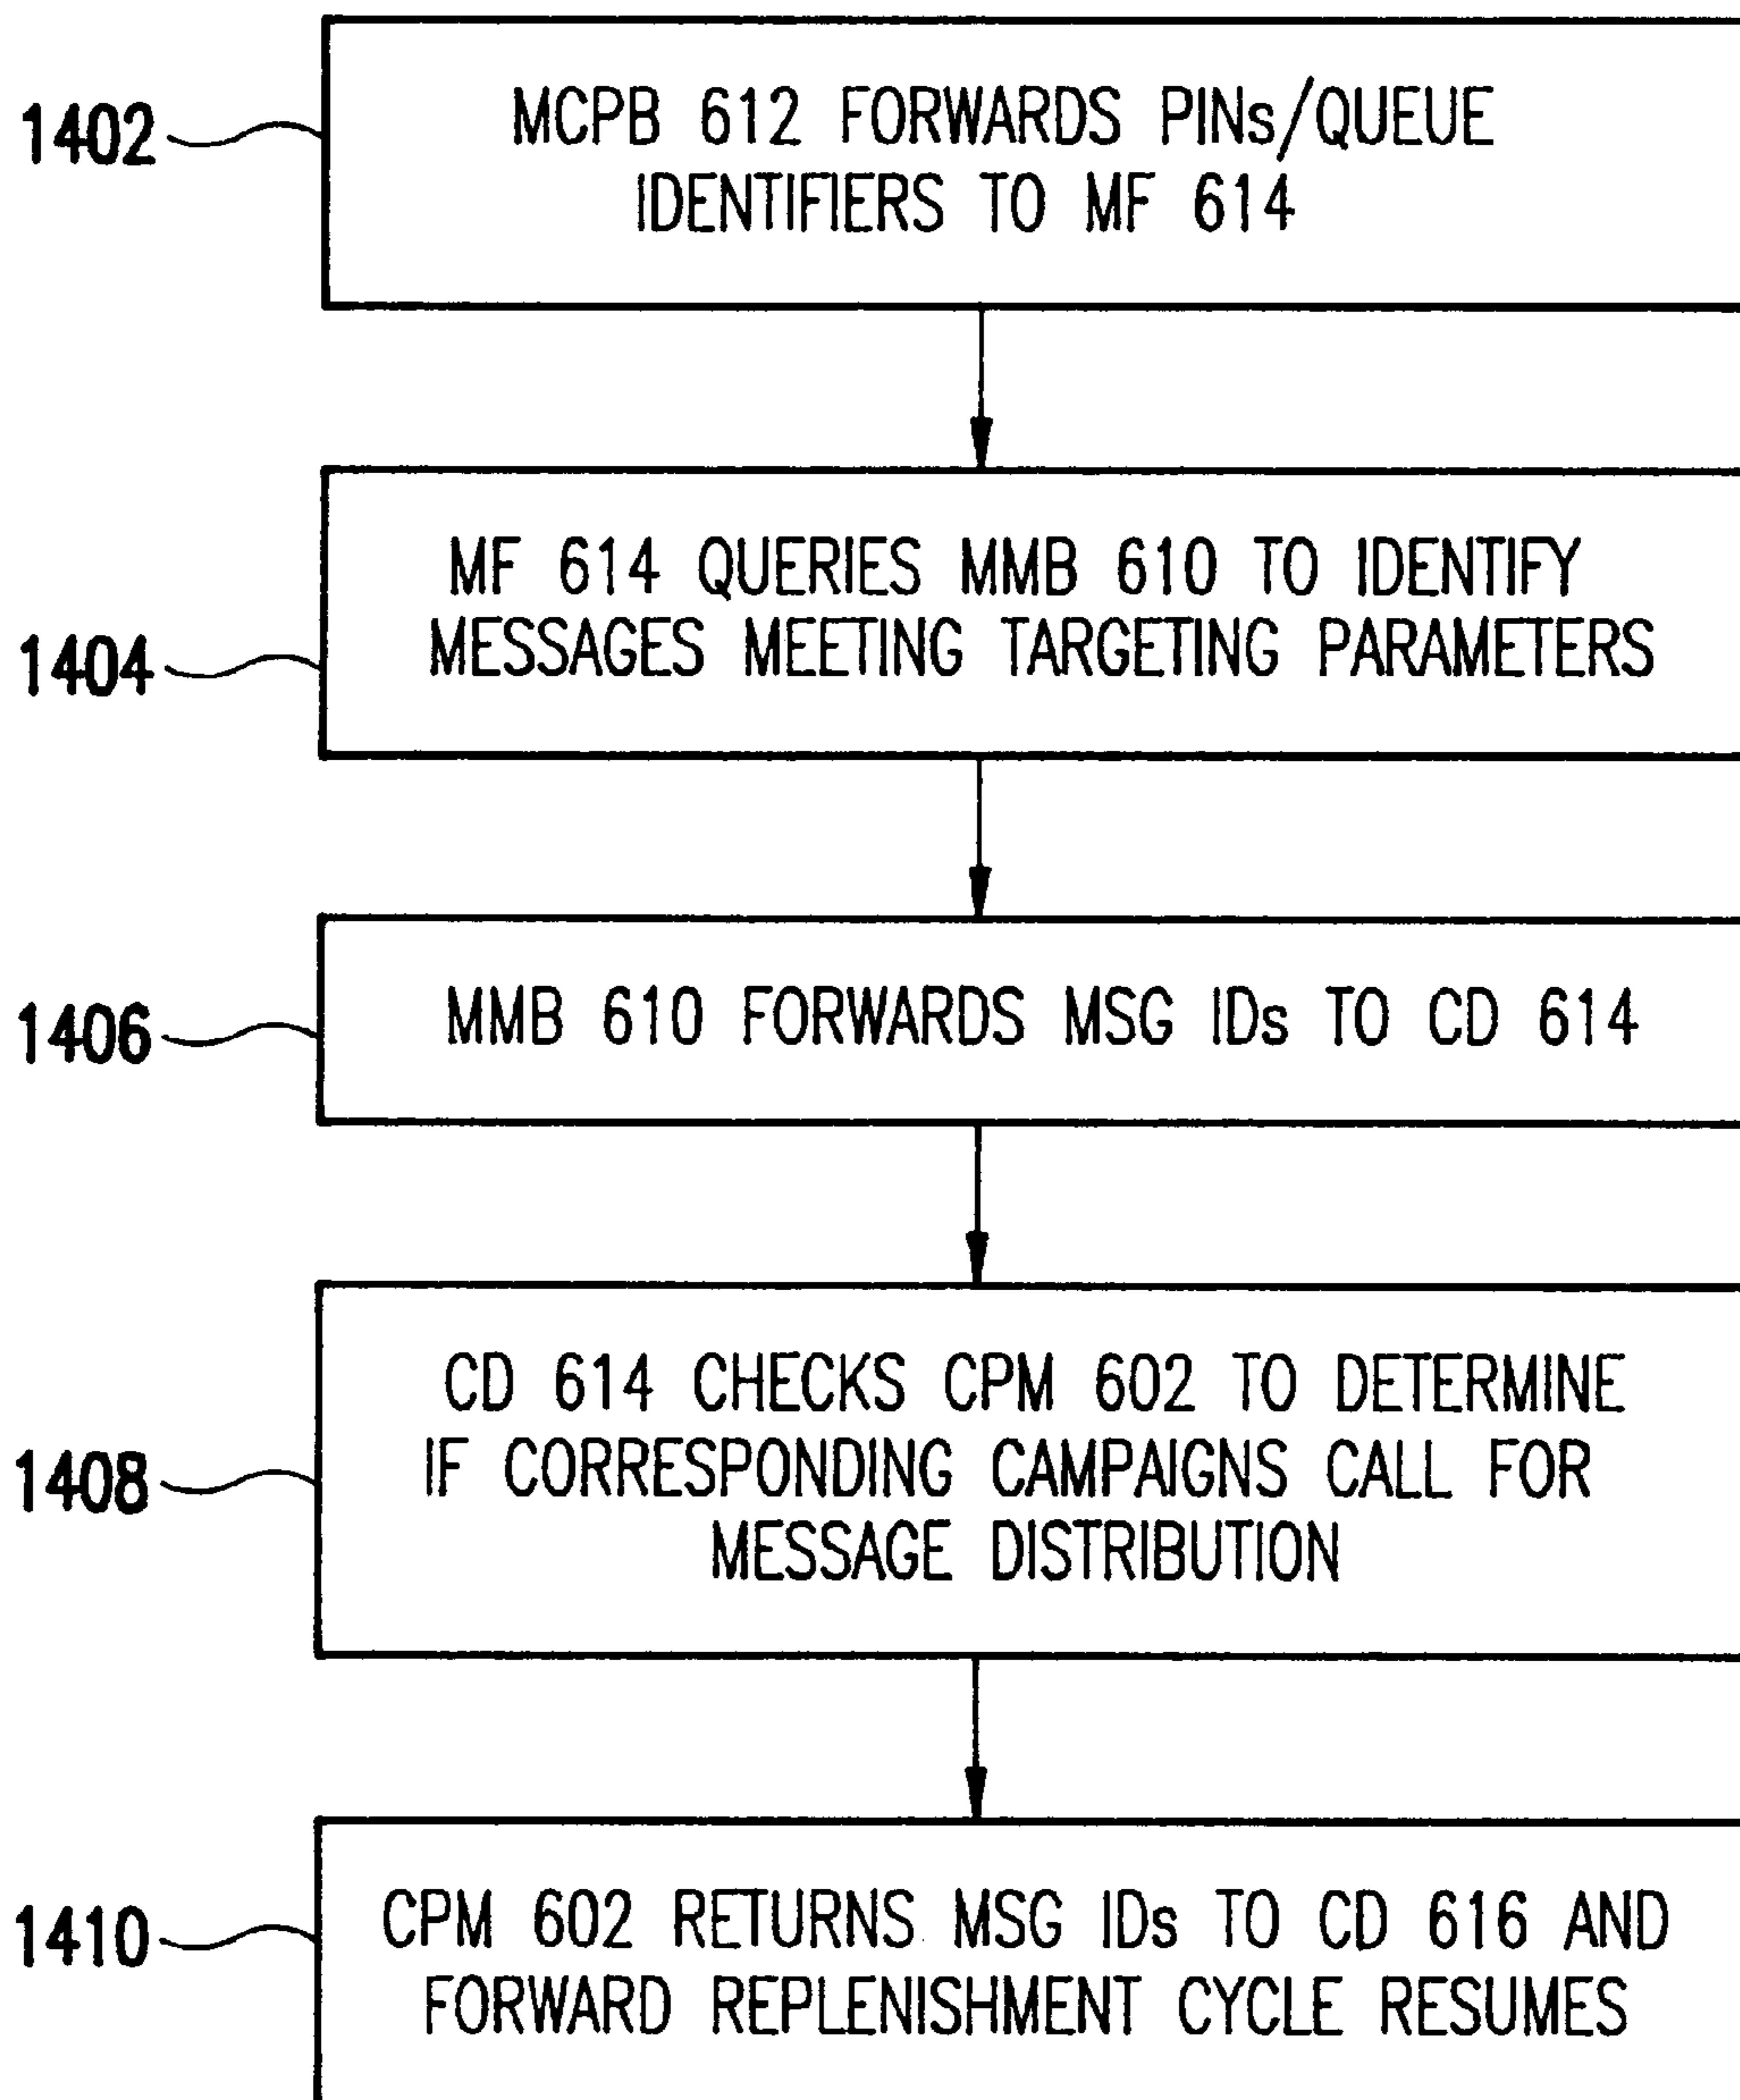 1402
MCPB 612 FORWARDS PINs/QUEUE
IDENTIFIERS TO MF 614
1404
MF 614 QUERIES MMB 610 TO IDENTIFY
MESSAGES MEETING TARGETING PARAMETERS
1406
MMB 610 FORWARDS MSG IDs TO CD 614
1408
CD 614 CHECKS CPM 602 TO DETERMINE
IF CORRESPONDING CAMPAIGNS CALL FOR
MESSAGE DISTRIBUTION
1410
CPM 602 RETURNS MSG IDs TO CD 616 AND
FORWARD REPLENISHMENT CYCLE RESUMES